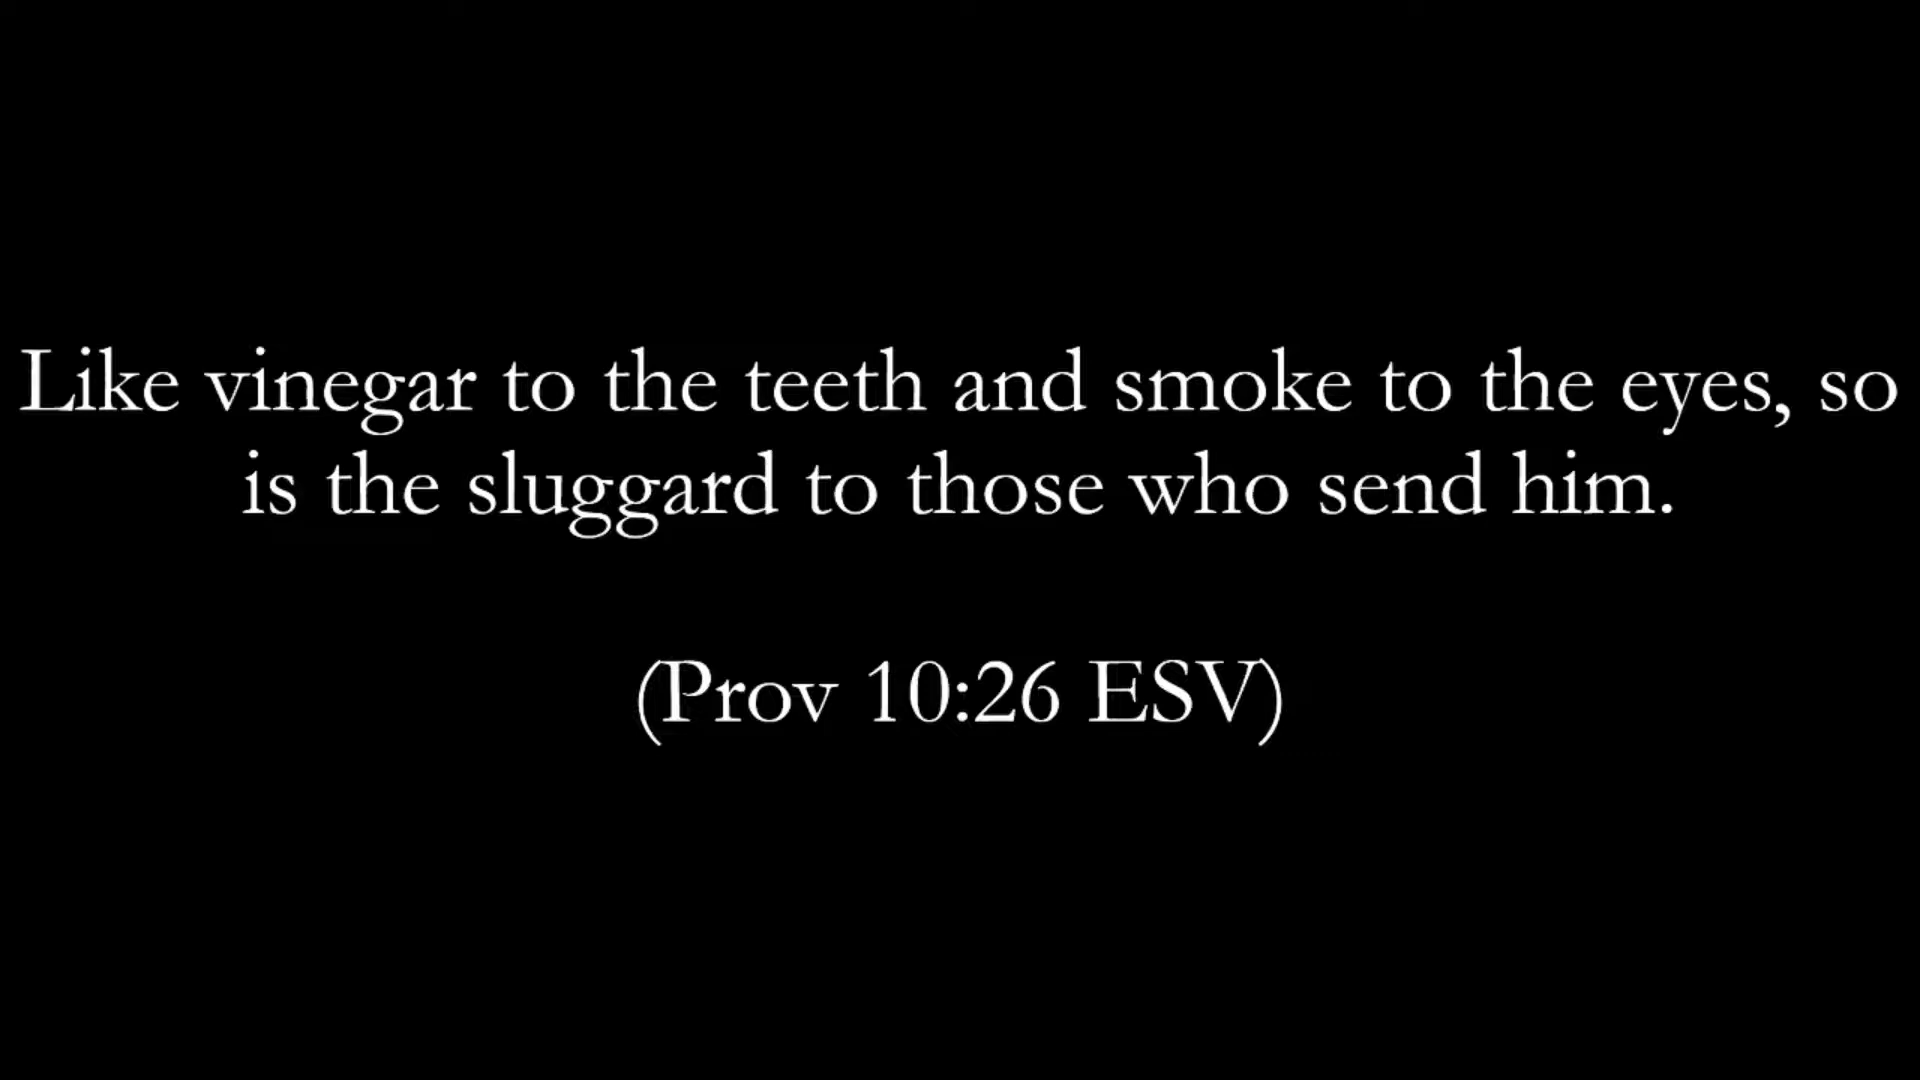 Like vinegar to the teeth and smoke to the eyes, so
is the sluggard to those who send him.
(Prov 10:26 ESV)